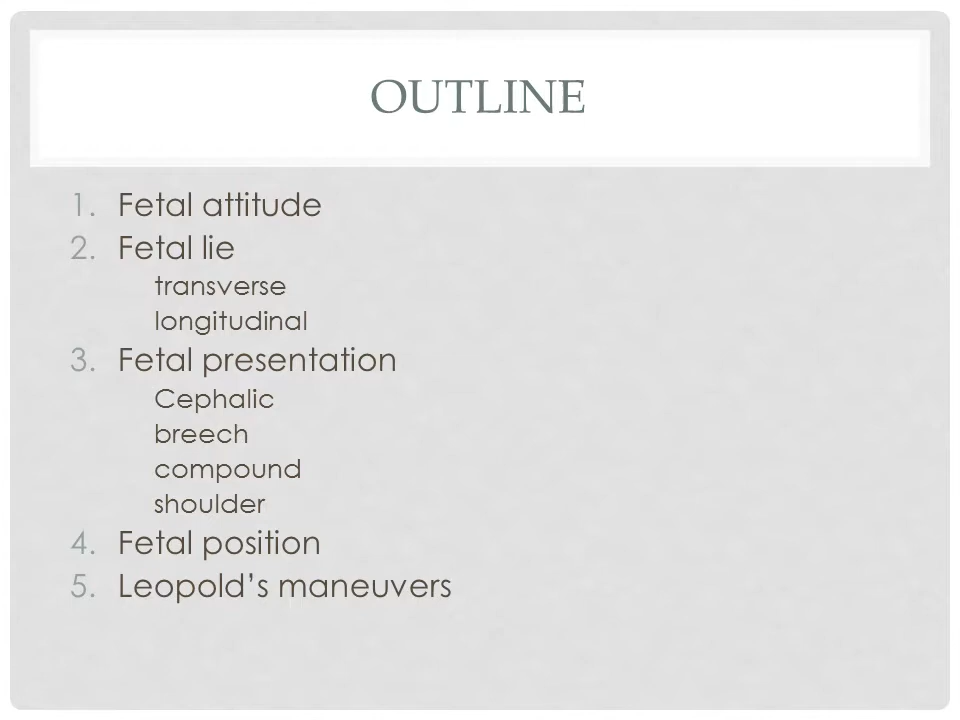 OUTLINE
1. Fetal attitude
2. Fetal lie
transverse
longitudinal
3. Fetal presentation
Cephalic
breech
compound
shoulder
4. Fetal position
5. Leopold’s maneuvers